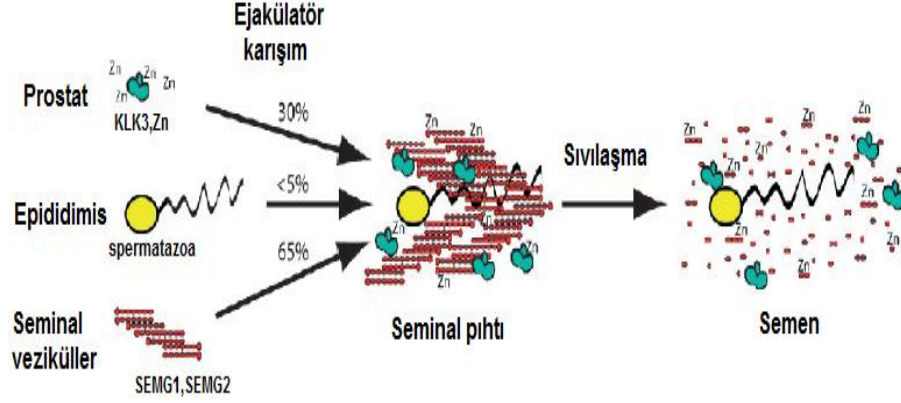 Ejakülatör
karışım
Zn Zn Zn Zn
Prostat
KLK3,Zn
30%
Epididimis
spermatazoa
<5%
Seminal
veziküller
SEMG1,SEMG2
65%
Zn Zn
Zn
Zn
Zn
Zn
Seminal pıhtı
Sıvılaşma
Zn
Zn
Zn
Zn
Zn
Zn
Semen